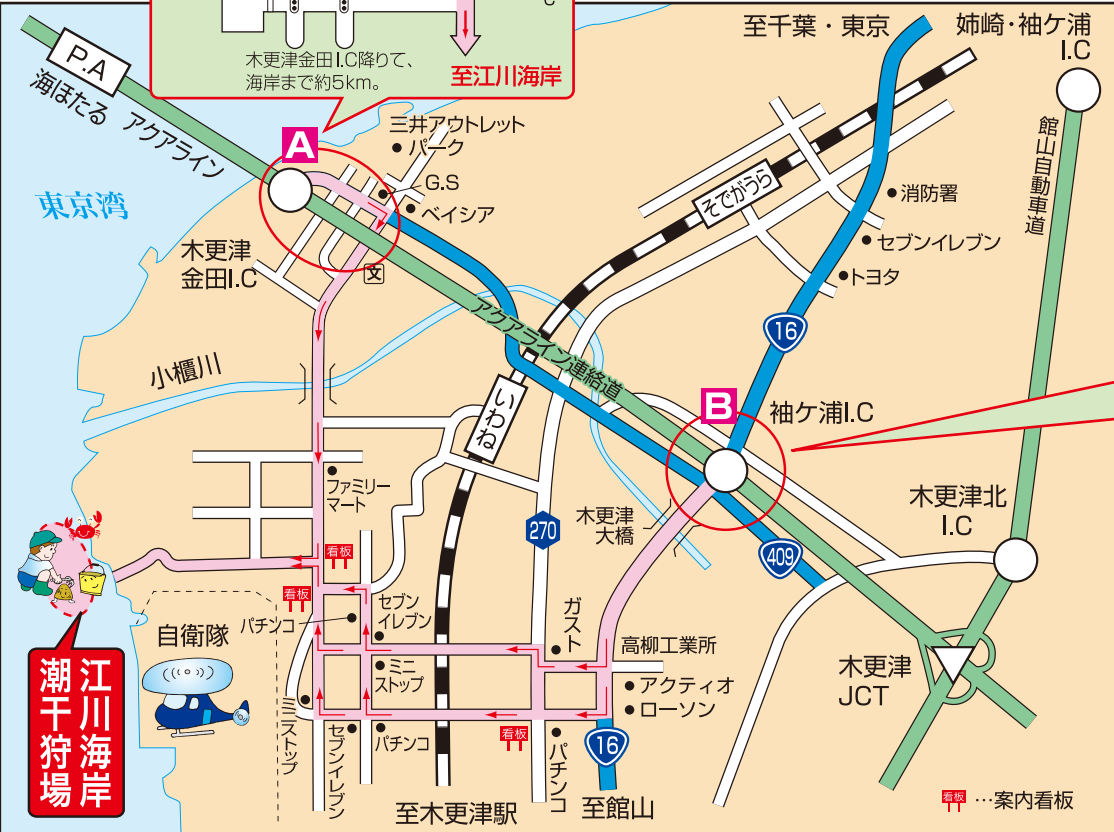 木更津金田I.C降りて、
海岸まで約5km。
至江川海岸
至千葉・東京
姉崎・袖ケ浦
I.C
P.A
海ほたる
アクアライン
A
三井アウトレット
パーク
G.S
ベイシア
東京湾
木更津
金田I.C
文
そでがうら
消防署
セブンイレブン
トヨタ
館山自動車道
16
アクアライン連絡道
小櫃川
いわね
B
袖ケ浦I.C
ファミリー
マート
270
木更津
大橋
409
木更津北
I.C
看板
看板
パチンコ
セブン
イレブン
ガスト
高柳工業所
自衛隊
ミニ
ストップ
アクティオ
ローソン
木更津
JCT
江川海岸
潮干狩場
ミニストップ
セブンイレブン
パチンコ
看板
パチンコ
16
至木更津駅
至館山
看板 …案内看板